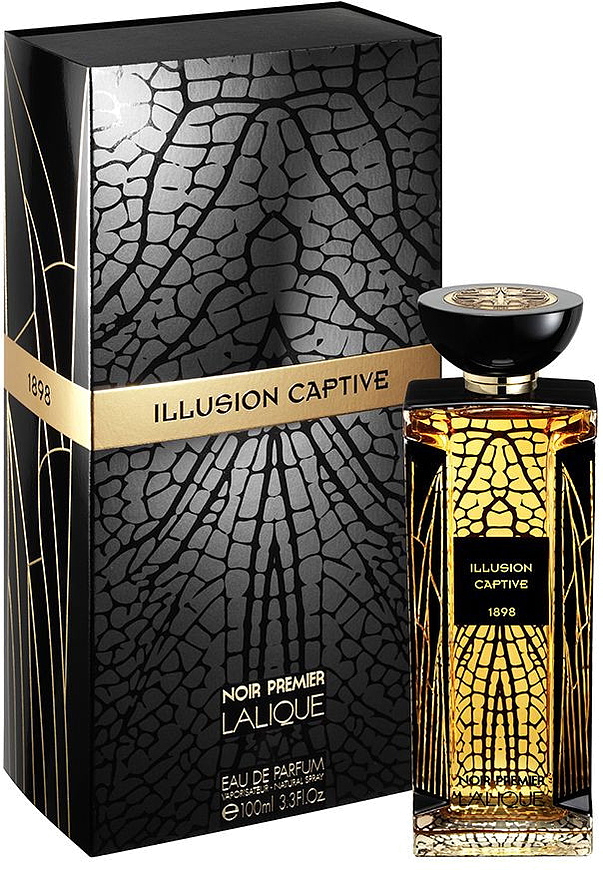 1898
ILLUSION CAPTIVE
NOIR PREMIER
LALIQUE
EAU DE PARFUM
VAPORISATEUR - NATURAL SPRAY
℮100ml 3.3Fl.Oz
ILLUSION
CAPTIVE
1898
NOIR PREMIER
LALIQUE